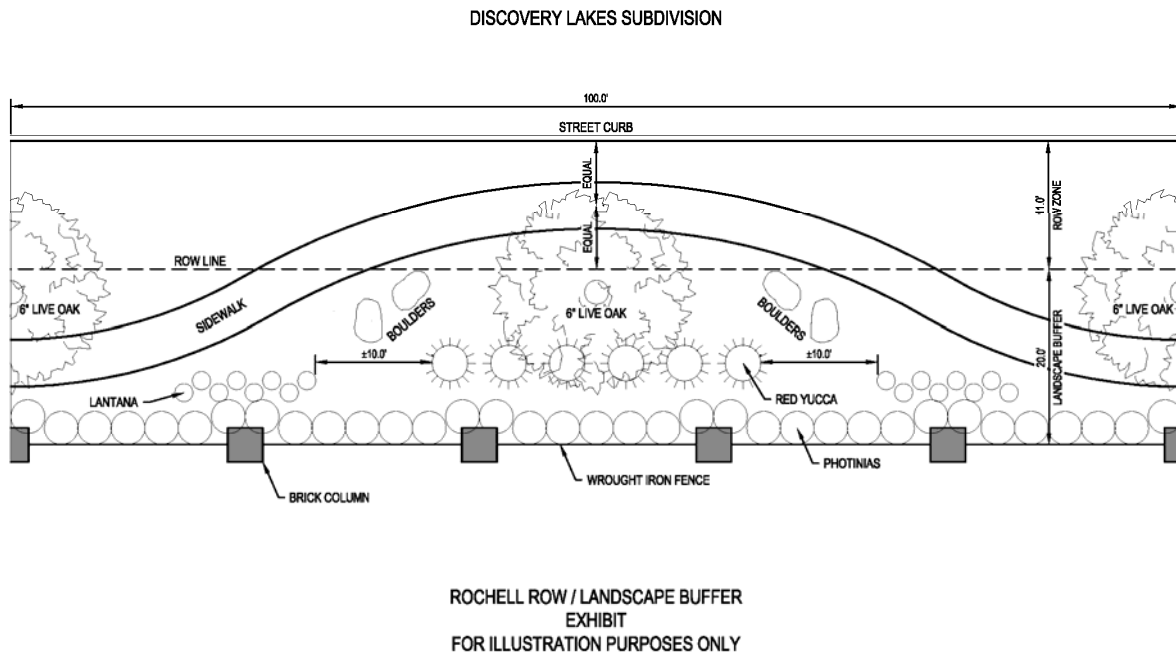 DISCOVERY LAKES SUBDIVISION
100.0'
STREET CURB
EQUAL
EQUAL
11.0'
ROW ZONE
ROW LINE
6" LIVE OAK
SIDEWALK
BOULDERS
6" LIVE OAK
BOULDERS
6" LIVE OAK
±10.0'
±10.0'
20.0'
LANDSCAPE BUFFER
LANTANA
RED YUCCA
PHOTINIAS
WROUGHT IRON FENCE
BRICK COLUMN
ROCHELL ROW / LANDSCAPE BUFFER
EXHIBIT
FOR ILLUSTRATION PURPOSES ONLY